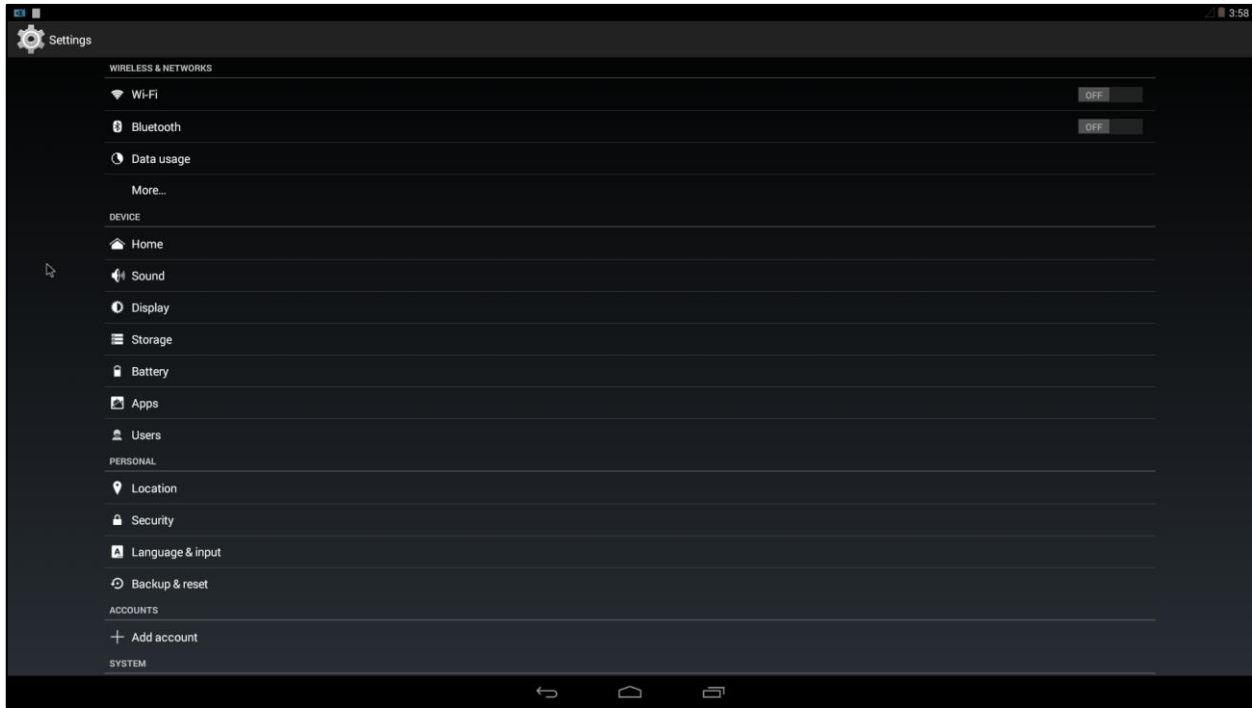 3:58
Settings
WIRELESS & NETWORKS
Wi-Fi OFF
Bluetooth OFF
Data usage
More...
DEVICE
Home
Sound
Display
Storage
Battery
Apps
Users
PERSONAL
Location
Security
Language & input
Backup & reset
ACCOUNTS
Add account
SYSTEM